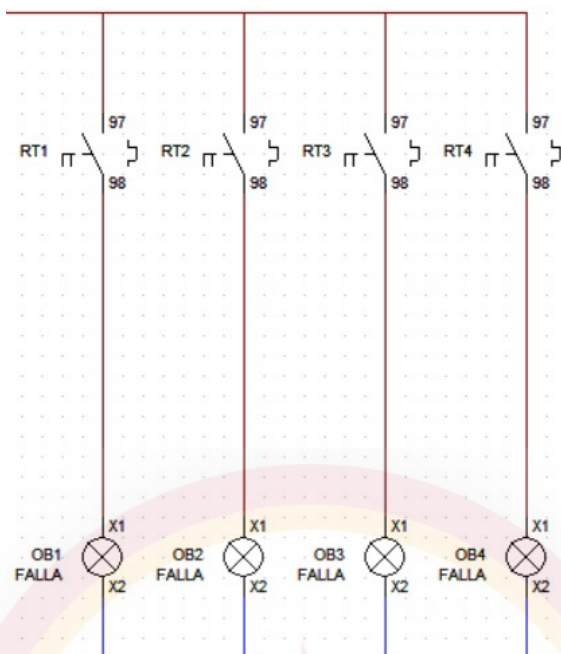 97 97 97 97
RT1 RT2 RT3 RT4
98 98 98 98
X1 X1 X1 X1
OB1 OB2 OB3 OB4
FALLA FALLA FALLA FALLA
X2 X2 X2 X2